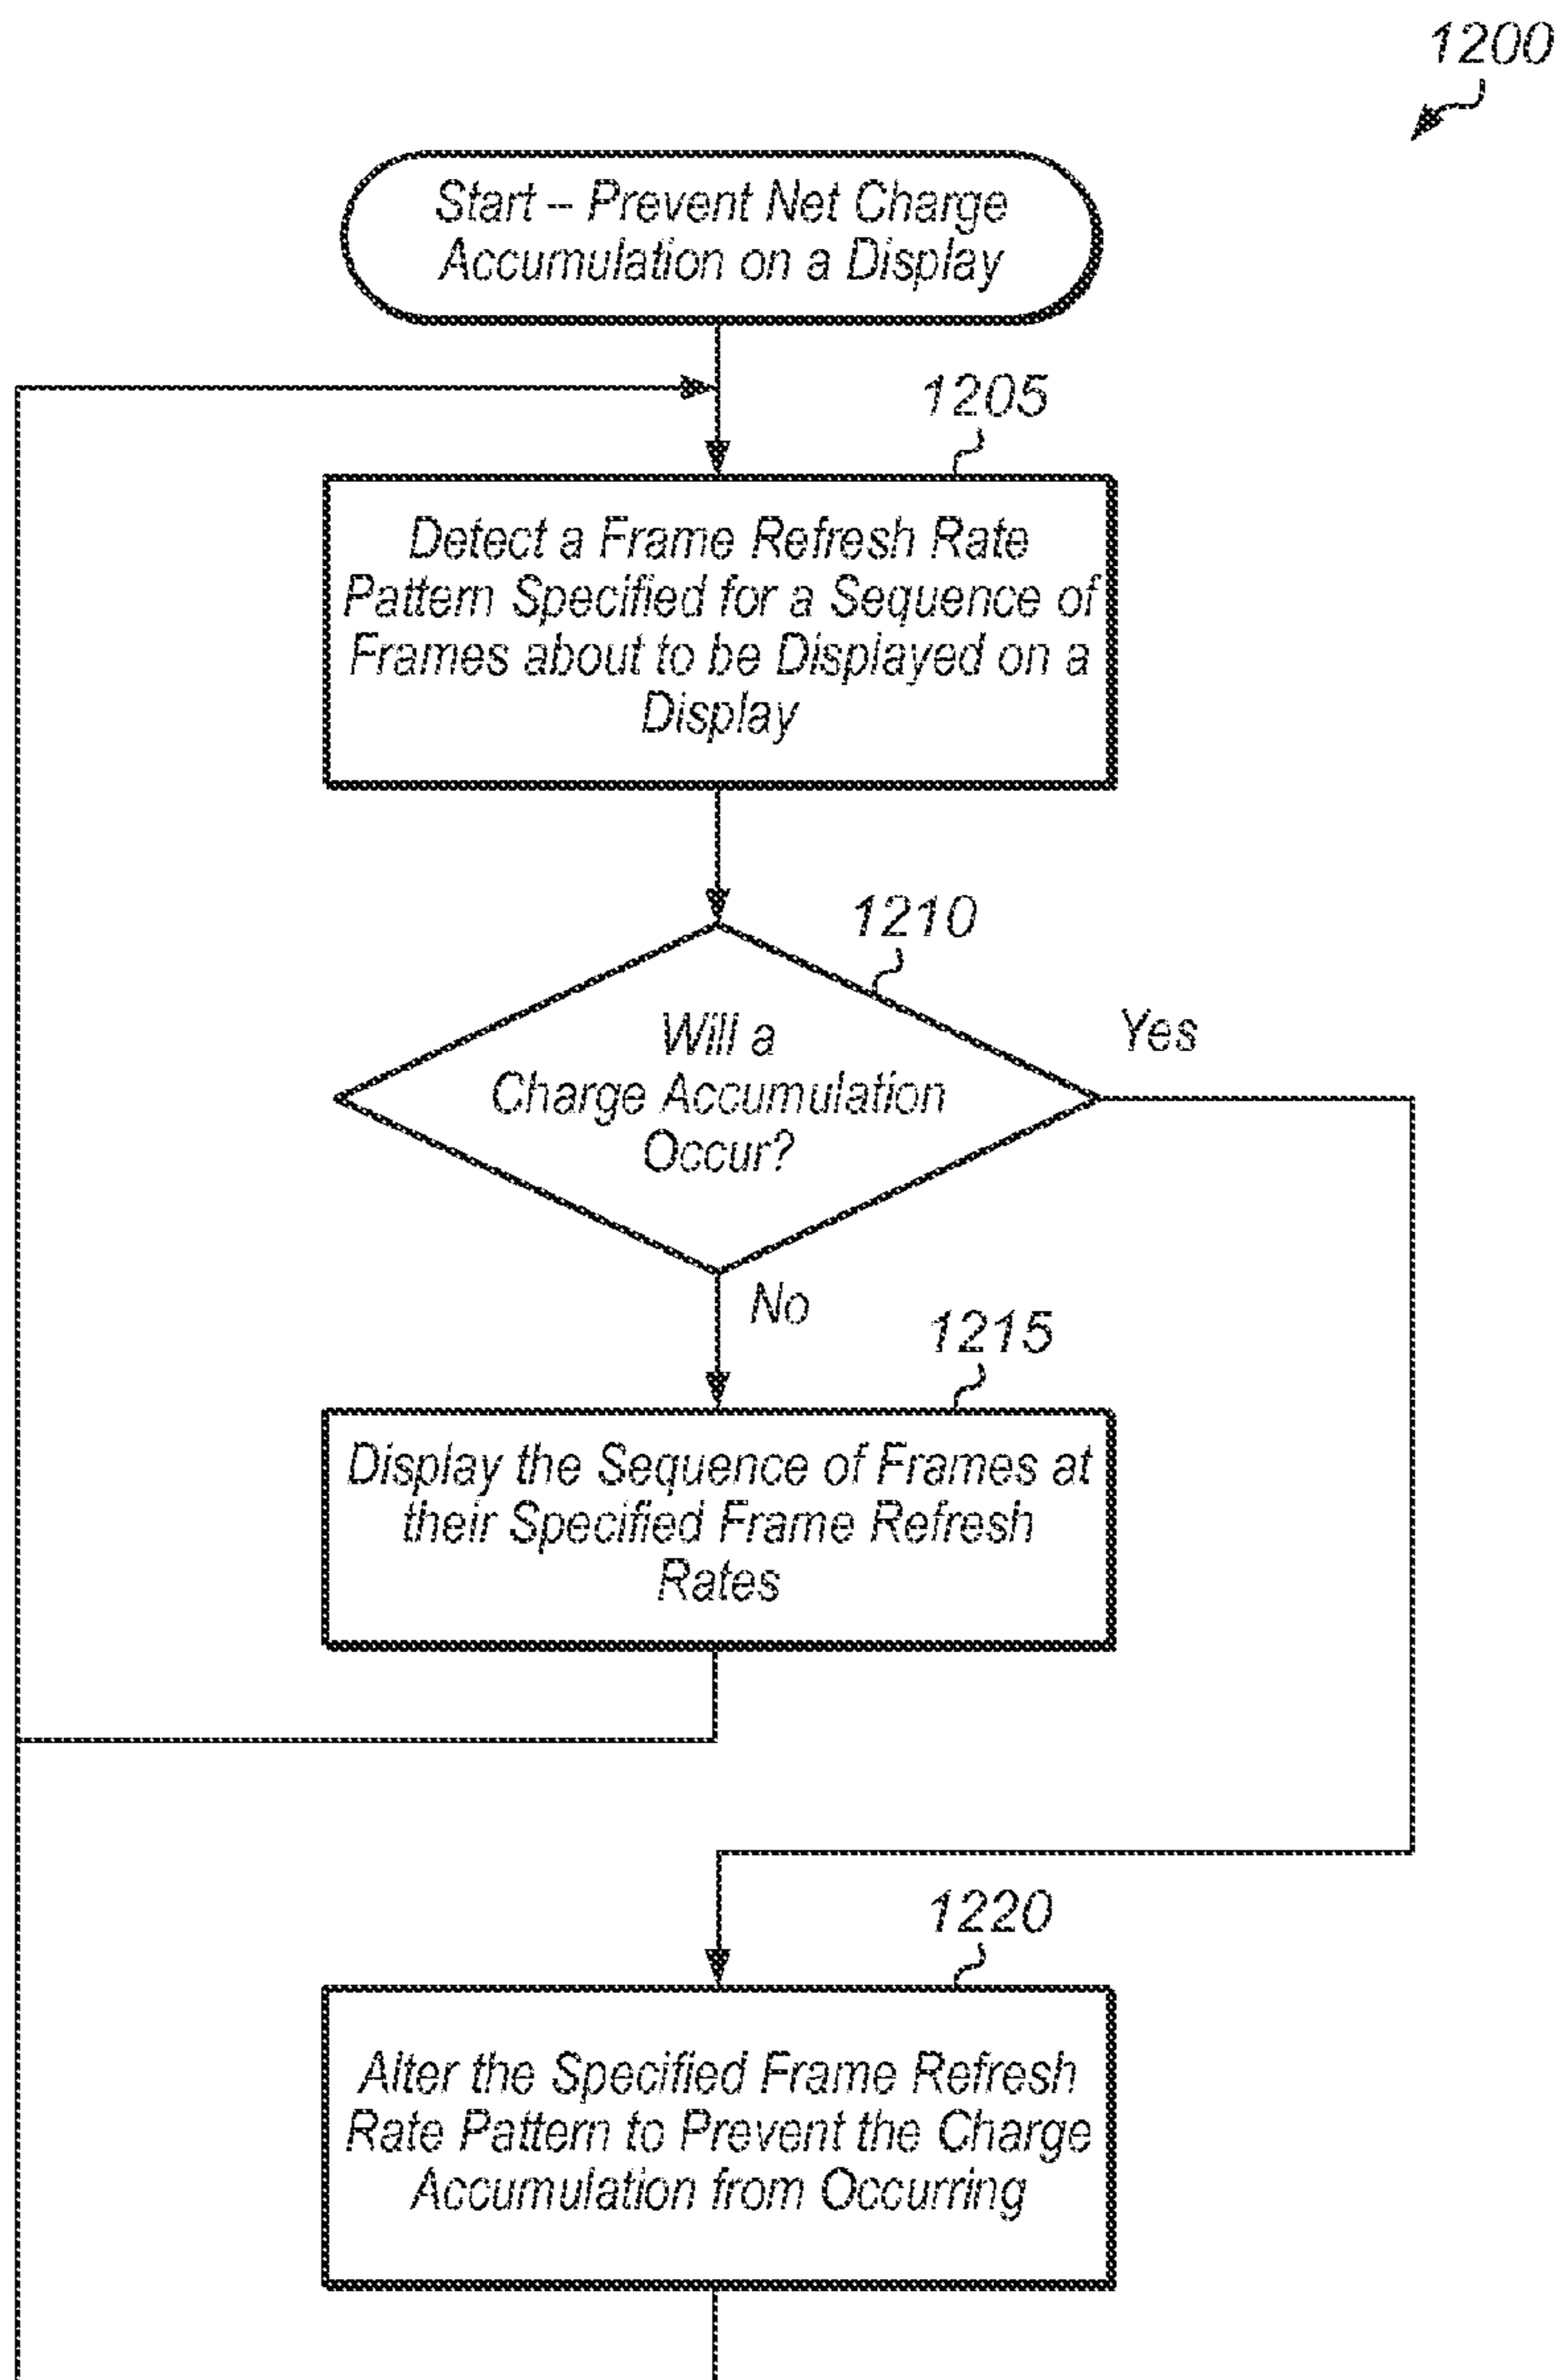 1200
Start – Prevent Net Charge
Accumulation on a Display
1205
Detect a Frame Refresh Rate
Pattern Specified for a Sequence of
Frames about to be Displayed on a
Display
1210
Will a
Charge Accumulation
Occur?
Yes
No
1215
Display the Sequence of Frames at
their Specified Frame Refresh
Rates
1220
Alter the Specified Frame Refresh
Rate Pattern to Prevent the Charge
Accumulation from Occurring